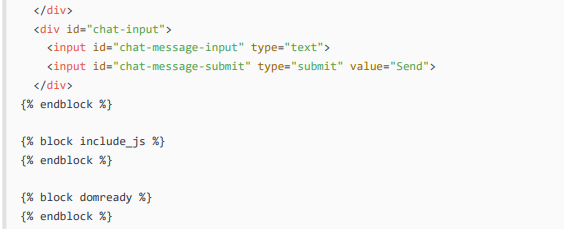 </div>
  <div id="chat-input">
    <input id="chat-message-input" type="text">
    <input id="chat-message-submit" type="submit" value="Send">
  </div>
{% endblock %}

{% block include_js %}
{% endblock %}

{% block domready %}
{% endblock %}